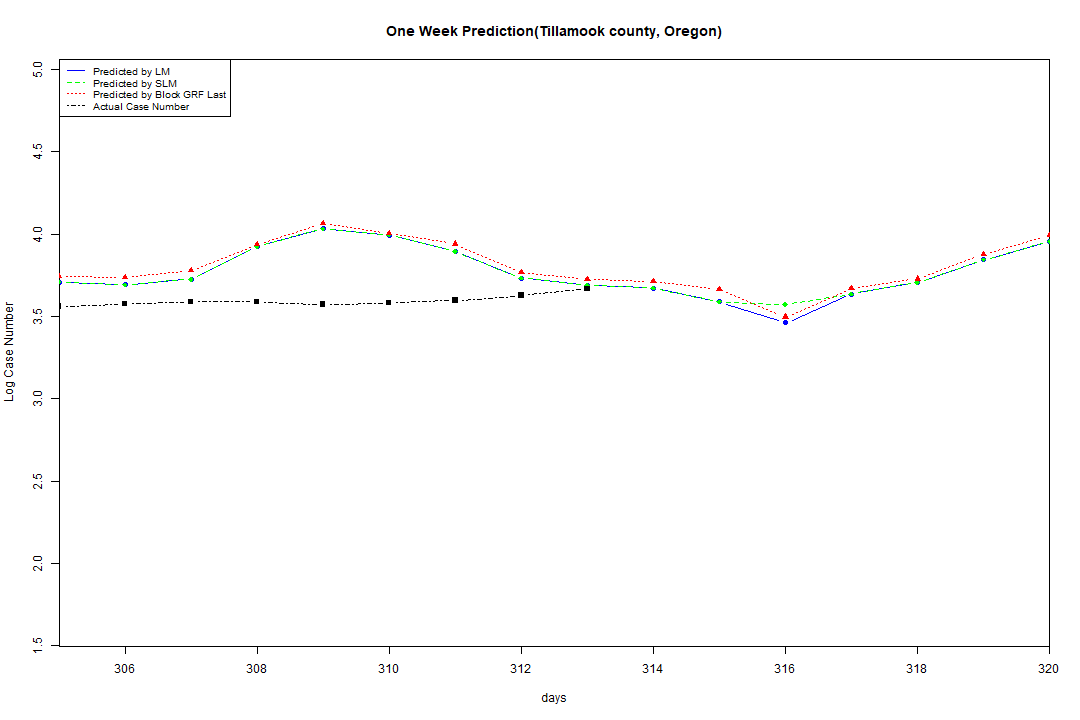 One Week Prediction(Tillamook county, Oregon)
Predicted by LM
Predicted by SLM
Predicted by Block GRF Last
Actual Case Number
5.0
4.5
4.0
3.5
3.0
2.5
2.0
1.5
Log Case Number
306 308 310 312 314 316 318 320
days